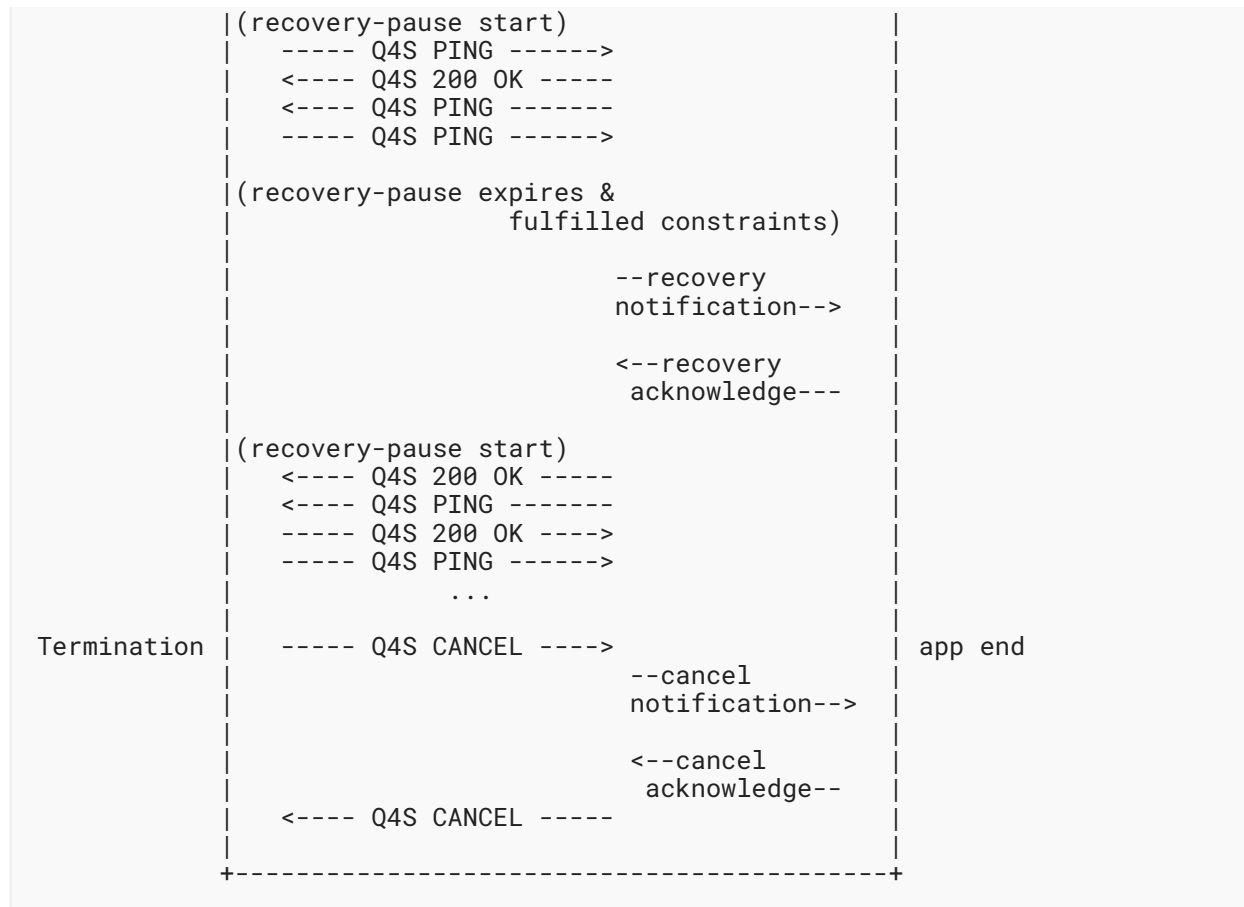 |(recovery-pause start) |
| ----- Q4S PING ------> |
| <---- Q4S 200 OK ----- |
| <---- Q4S PING ------- |
| ----- Q4S PING ------> |
| |
|(recovery-pause expires & |
| fulfilled constraints) |
| |
| --recovery |
| notification--> |
| |
| <--recovery |
| acknowledge--- |
| |
|(recovery-pause start) |
| <---- Q4S 200 OK ----- |
| <---- Q4S PING ------- |
| ----- Q4S 200 OK ----> |
| ----- Q4S PING ------> |
| ... |
| |
Termination | ----- Q4S CANCEL ----> | app end
| --cancel |
| notification--> |
| |
| <--cancel |
| acknowledge-- |
| <---- Q4S CANCEL ----- |
| |
+--------------------------------------------+